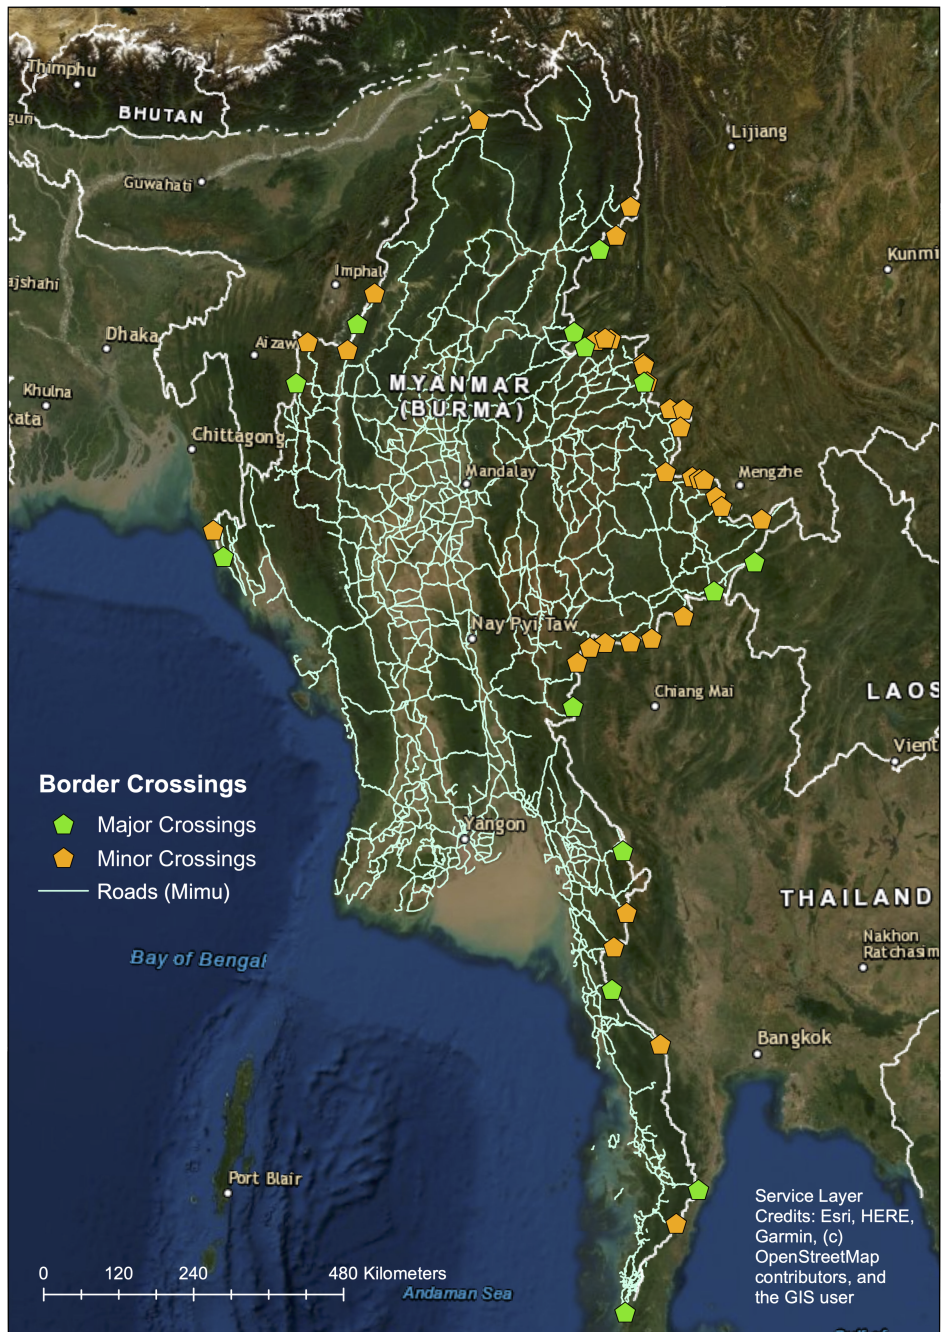 Thimphu
BHUTAN
guri
Lijiang
Guwahati
Kunmi
Imphal
ajshahi
Dhaka
Aizaw
MYANMAR
(BURMA)
Khulna
kata
Chittagong
Mandalay
Mengzhe
Nay Pyi Taw
Chiang Mai
LAOS
Vient
Border Crossings
Major Crossings
Minor Crossings
Roads (Mimu)
Yangon
THAILAND
Nakhon
Ratchasim
Bay of Bengal
Bangkok
Port Blair
Service Layer
Credits: Esri, HERE,
Garmin, (c)
OpenStreetMap
contributors, and
the GIS user
0 120 240 480 Kilometers
Andaman Sea